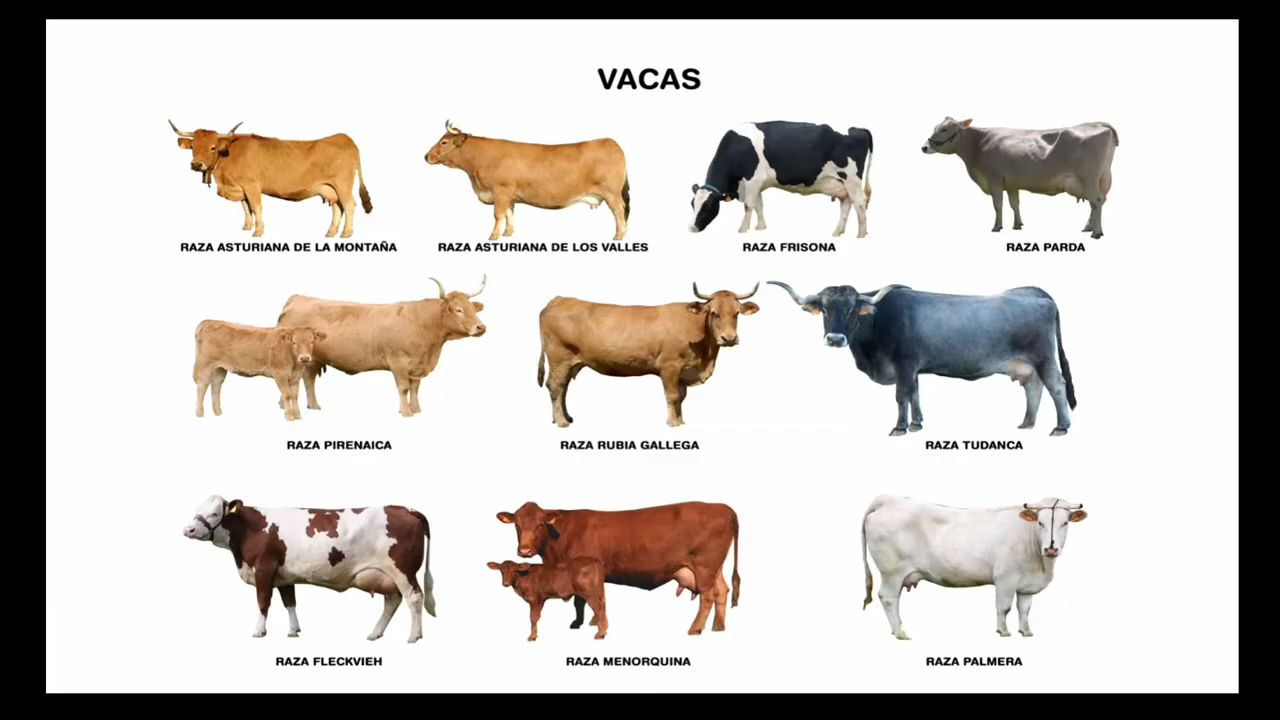 VACAS
RAZA ASTURIANA DE LA MONTAÑA
RAZA ASTURIANA DE LOS VALLES
RAZA FRISONA
RAZA PARDA
RAZA PIRENAICA
RAZA RUBIA GALLEGA
RAZA TUDANCA
RAZA FLECKVIEH
RAZA MENORQUINA
RAZA PALMERA